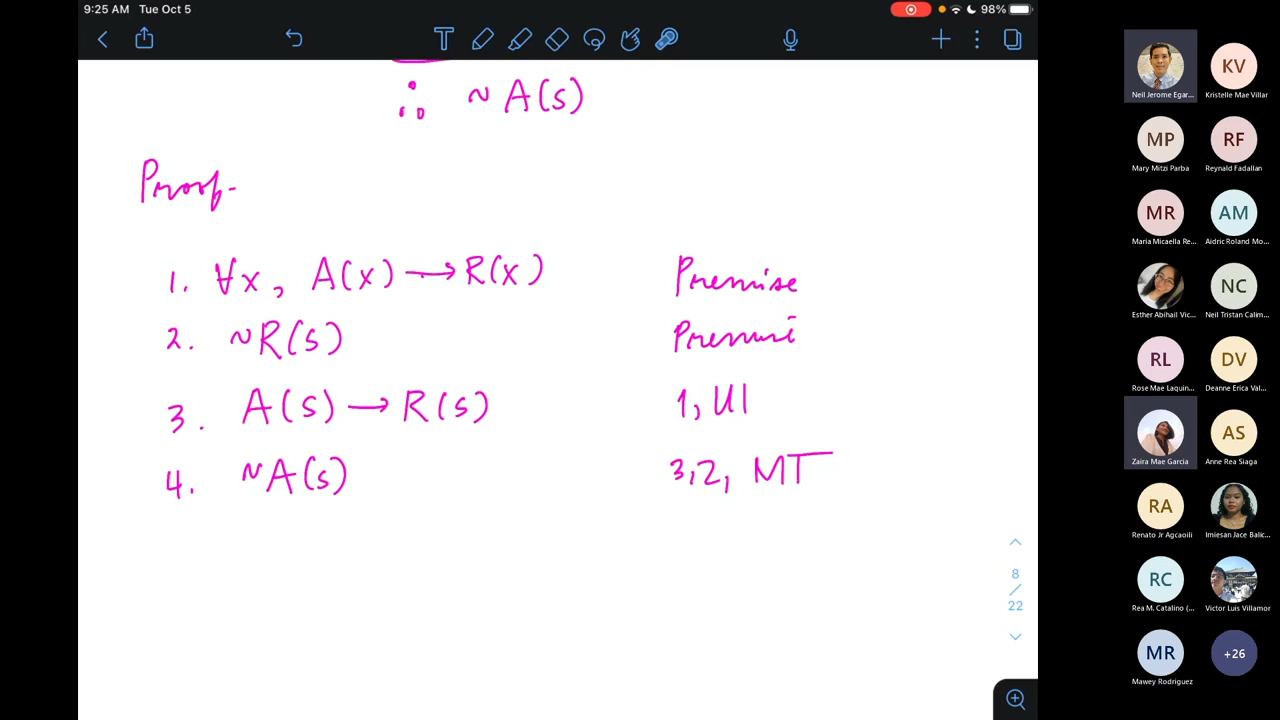 9:25 AM Tue Oct 5
98%
∴ ~A(s)
Proof.
1. ∀x, A(x) → R(x) Premise
2. ~R(s) Premise
3. A(s) → R(s) 1, UI
4. ~A(s) 3,2, MT
8
/
22
Neil Jerome Egar...
KV
Kristelle Mae Villar
MP
Mary Mitzi Parba
RF
Reynald Fadallan
MR
Maria Micaella Re...
AM
Aidric Roland Mo...
Esther Abihail Vic...
NC
Neil Tristan Calim...
RL
Rose Mae Laquin...
DV
Deanne Erica Val...
Zaira Mae Garcia
AS
Anne Rea Siaga
RA
Renato Jr Agcaoili
Imiesan Jace Balic...
RC
Rea M. Catalino (...
Victor Luis Villamor
MR
Mawey Rodriguez
+26